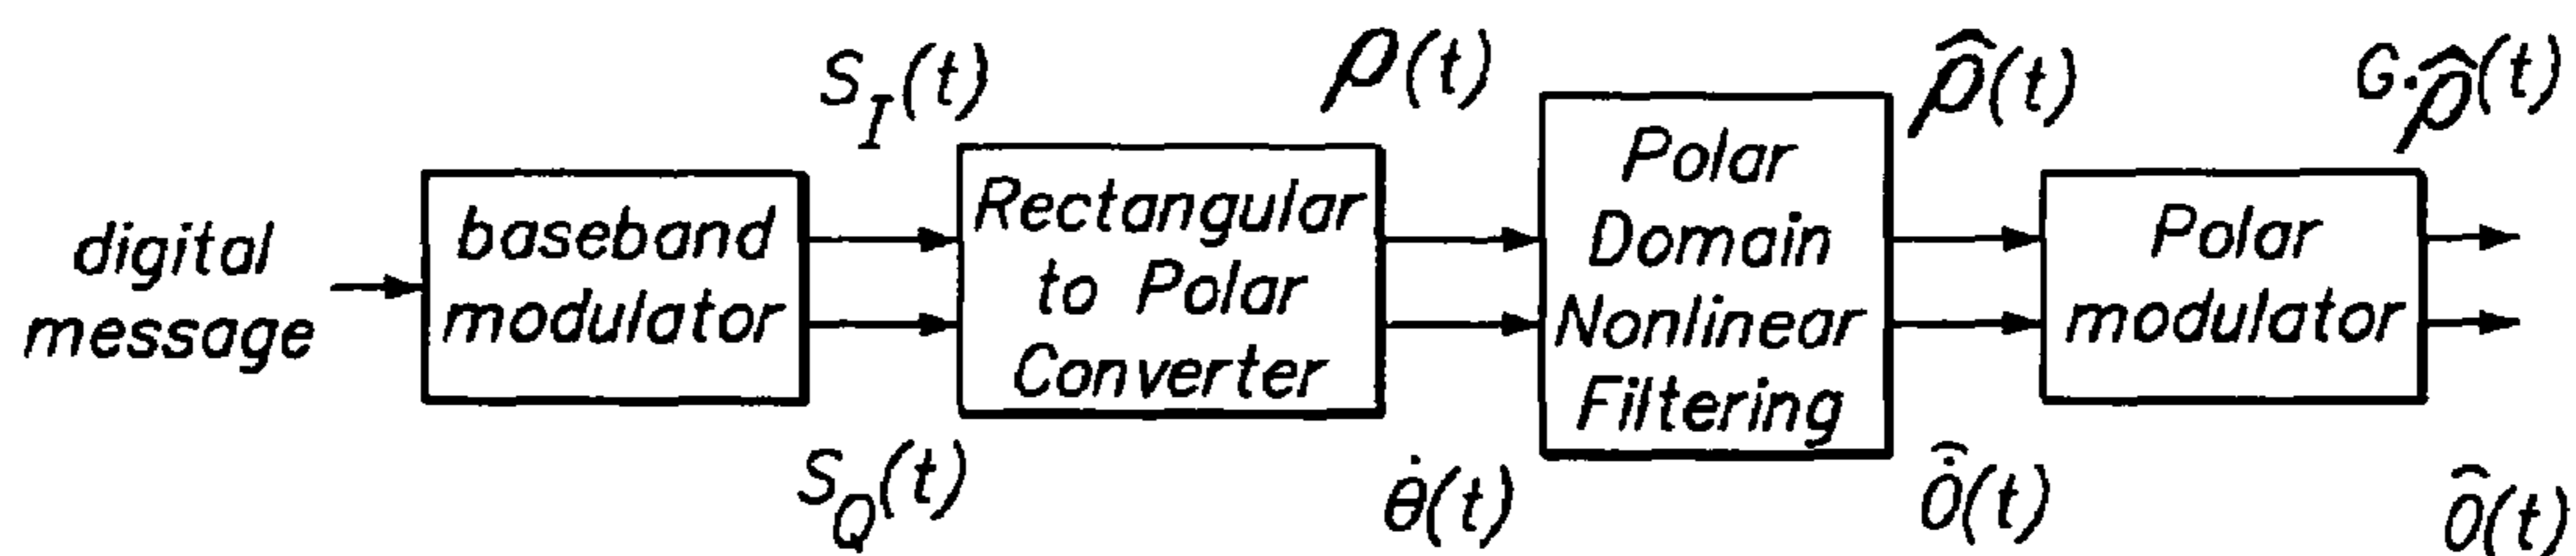 digital
message
baseband
modulator
S_I(t)
S_Q(t)
Rectangular
to Polar
Converter
ρ(t)
θ̇(t)
Polar
Domain
Nonlinear
Filtering
ρ̂(t)
ô̇(t)
Polar
modulator
G·ρ̂(t)
ô(t)